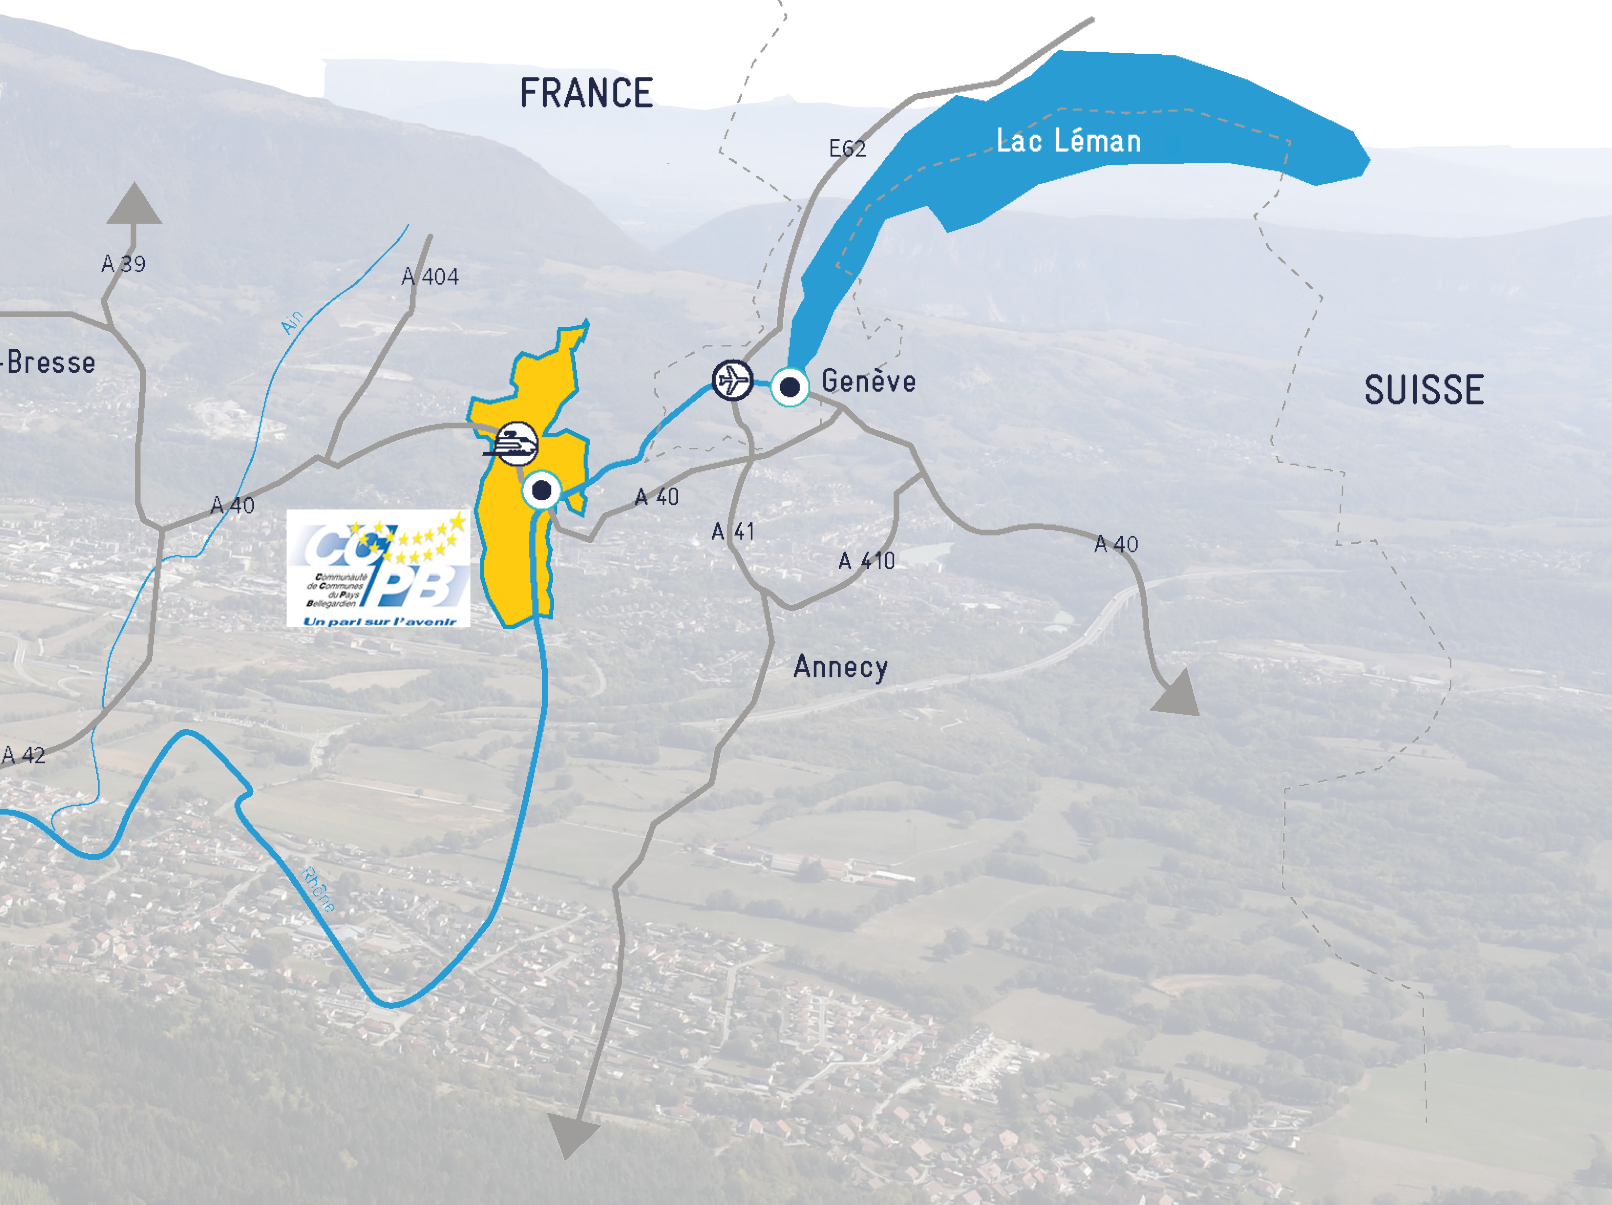 FRANCE
Lac Léman
E62
A 39
A 404
Ain
-Bresse
Genève
SUISSE
A 40
A 40
A 41
A 410
A 40
CCPB
Communauté
de Communes
du Pays
Bellegardien
Un pari sur l'avenir
Annecy
A 42
Rhône